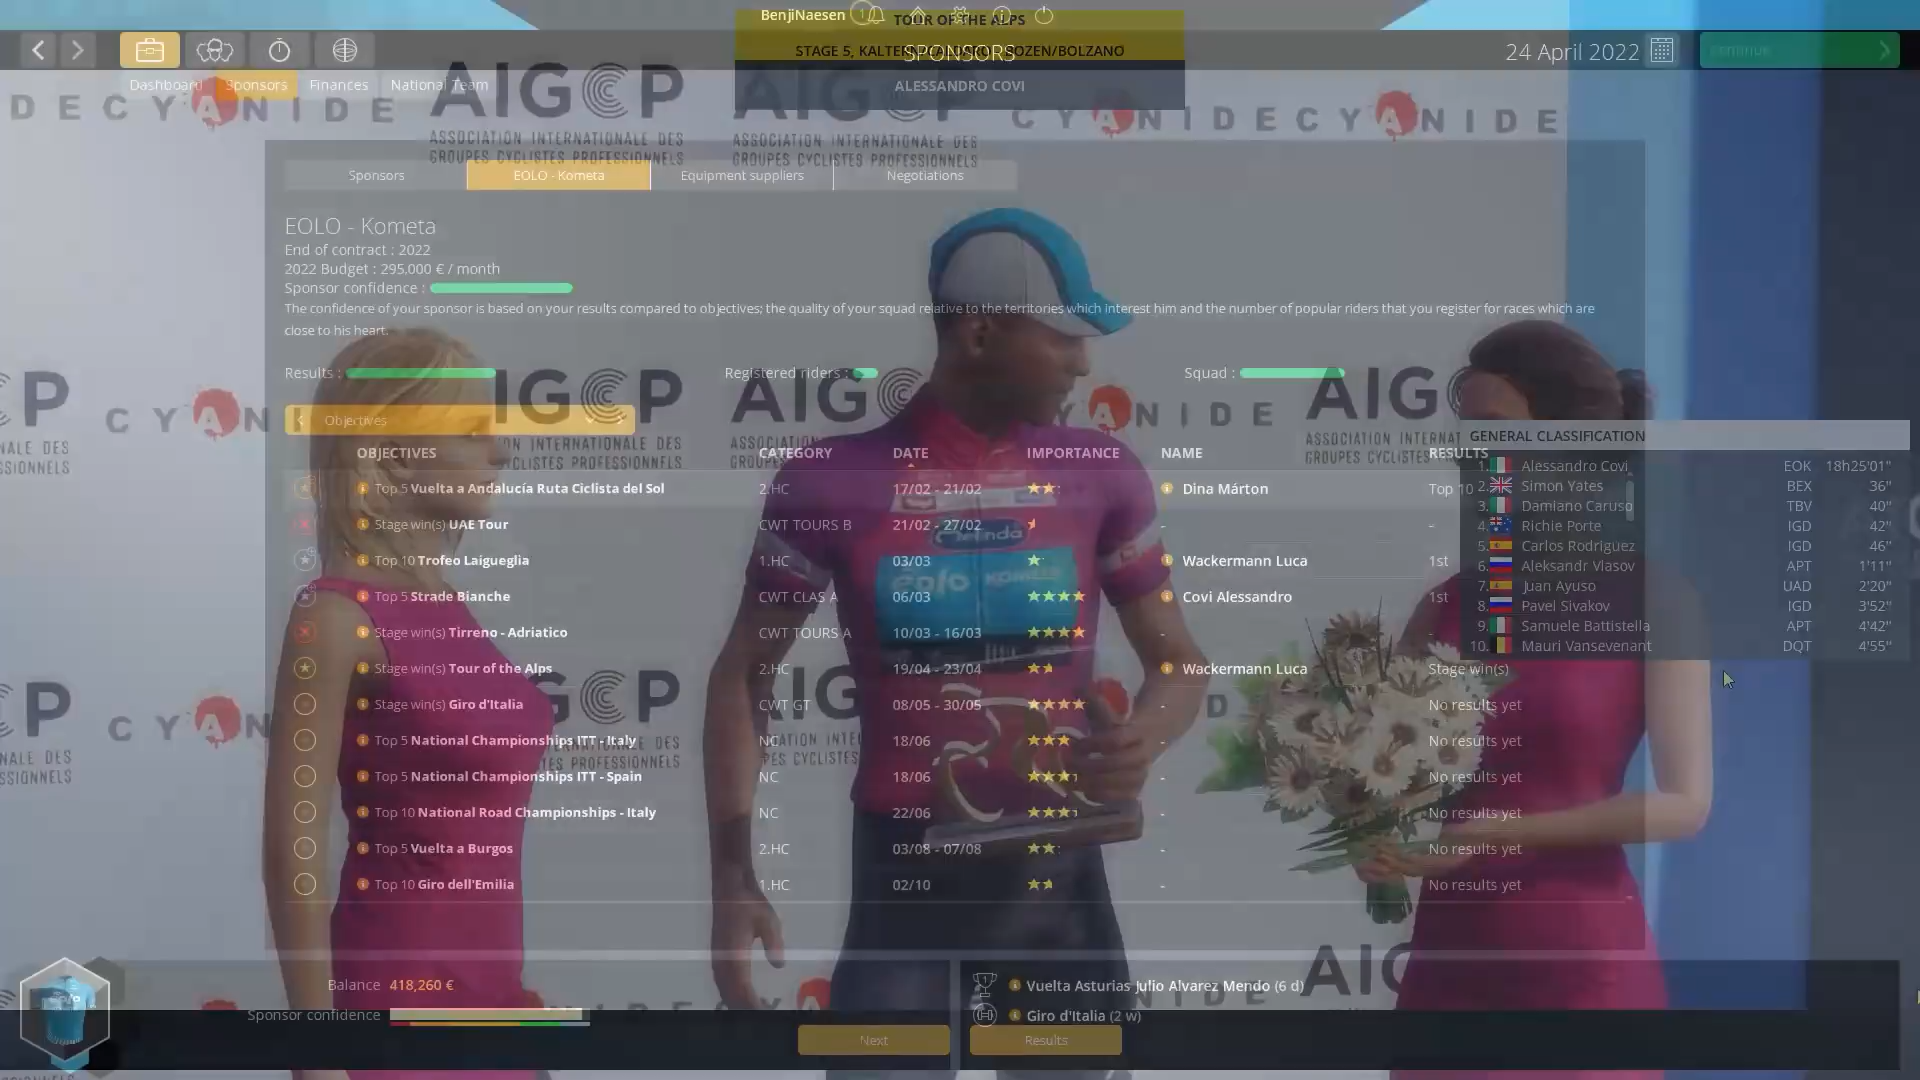 BenjiNaesen
TOUR OF THE ALPS
STAGE 5, KALTERN/CALDARO - BOZEN/BOLZANO
SPONSORS
ALESSANDRO COVI
24 April 2022
Continue
Dashboard
Sponsors
Finances
National Team
AIGCP
ASSOCIATION INTERNATIONALE DES
GROUPES CYCLISTES PROFESSIONNELS
CYANIDE
Sponsors
EOLO - Kometa
Equipment suppliers
Negotiations
EOLO - Kometa
End of contract : 2022
2022 Budget : 295,000 € / month
Sponsor confidence :
The confidence of your sponsor is based on your results compared to objectives; the quality of your squad relative to the territories which interest him and the number of popular riders that you register for races which are
close to his heart.
Results :
Registered riders :
Squad :
Objectives
OBJECTIVES CATEGORY DATE IMPORTANCE NAME RESULTS
Top 5 Vuelta a Andalucía Ruta Ciclista del Sol 2.HC 17/02 - 21/02 Dina Márton Top 10
Stage win(s) UAE Tour CWT TOURS B 21/02 - 27/02 - -
Top 10 Trofeo Laigueglia 1.HC 03/03 Wackermann Luca 1st
Top 5 Strade Bianche CWT CLAS A 06/03 Covi Alessandro 1st
Stage win(s) Tirreno - Adriatico CWT TOURS A 10/03 - 16/03 - -
Stage win(s) Tour of the Alps 2.HC 19/04 - 23/04 Wackermann Luca Stage win(s)
Stage win(s) Giro d'Italia CWT GT 08/05 - 30/05 - No results yet
Top 5 National Championships ITT - Italy NC 18/06 - No results yet
Top 5 National Championships ITT - Spain NC 18/06 - No results yet
Top 10 National Road Championships - Italy NC 22/06 - No results yet
Top 5 Vuelta a Burgos 2.HC 03/08 - 07/08 - No results yet
Top 10 Giro dell'Emilia 1.HC 02/10 - No results yet
GENERAL CLASSIFICATION
1. Alessandro Covi EOK 18h25'01"
2. Simon Yates BEX 36"
3. Damiano Caruso TBV 40"
4. Richie Porte IGD 42"
5. Carlos Rodriguez IGD 46"
6. Aleksandr Vlasov APT 1'11"
7. Juan Ayuso UAD 2'20"
8. Pavel Sivakov IGD 3'52"
9. Samuele Battistella APT 4'42"
10. Mauri Vansevenant DQT 4'55"
Melinda
eolo KOMETA
Balance 418,260 €
Sponsor confidence
Vuelta Asturias Julio Alvarez Mendo (6 d)
Giro d'Italia (2 w)
Next
Results